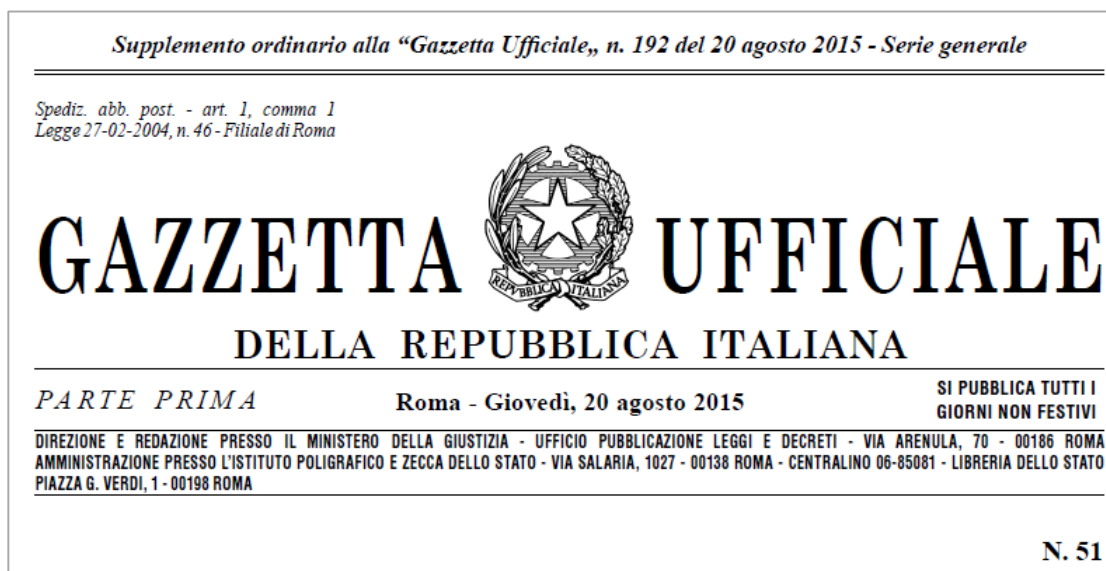 Supplemento ordinario alla “Gazzetta Ufficiale„ n. 192 del 20 agosto 2015 - Serie generale
Spediz. abb. post. - art. 1, comma 1
Legge 27-02-2004, n. 46 - Filiale di Roma
GAZZETTA UFFICIALE
REPVBBLICA ITALIANA
DELLA REPUBBLICA ITALIANA
PARTE PRIMA
Roma - Giovedì, 20 agosto 2015
SI PUBBLICA TUTTI I
GIORNI NON FESTIVI
DIREZIONE E REDAZIONE PRESSO IL MINISTERO DELLA GIUSTIZIA - UFFICIO PUBBLICAZIONE LEGGI E DECRETI - VIA ARENULA, 70 - 00186 ROMA
AMMINISTRAZIONE PRESSO L'ISTITUTO POLIGRAFICO E ZECCA DELLO STATO - VIA SALARIA, 1027 - 00138 ROMA - CENTRALINO 06-85081 - LIBRERIA DELLO STATO
PIAZZA G. VERDI, 1 - 00198 ROMA
N. 51